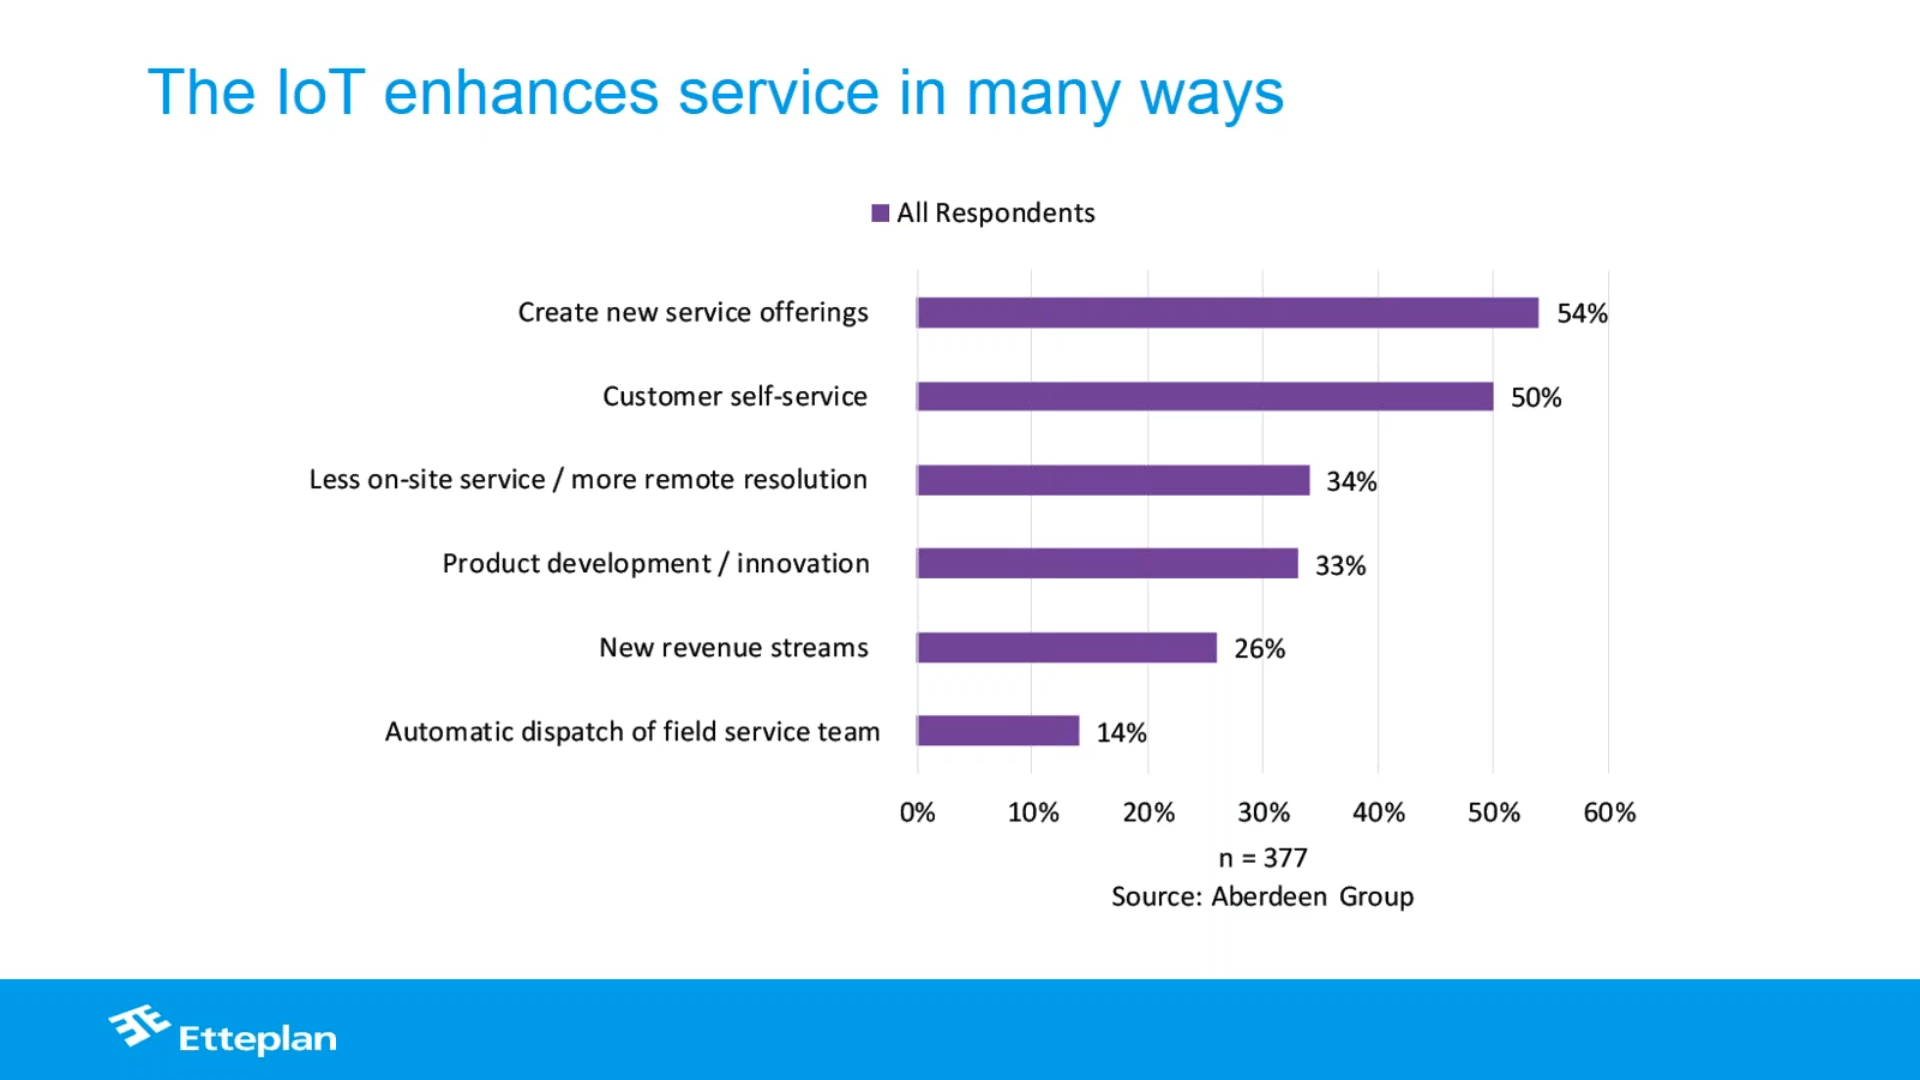 The IoT enhances service in many ways
All Respondents
Create new service offerings 54%
Customer self-service 50%
Less on-site service / more remote resolution 34%
Product development / innovation 33%
New revenue streams 26%
Automatic dispatch of field service team 14%
0% 10% 20% 30% 40% 50% 60%
n = 377
Source: Aberdeen Group
Etteplan